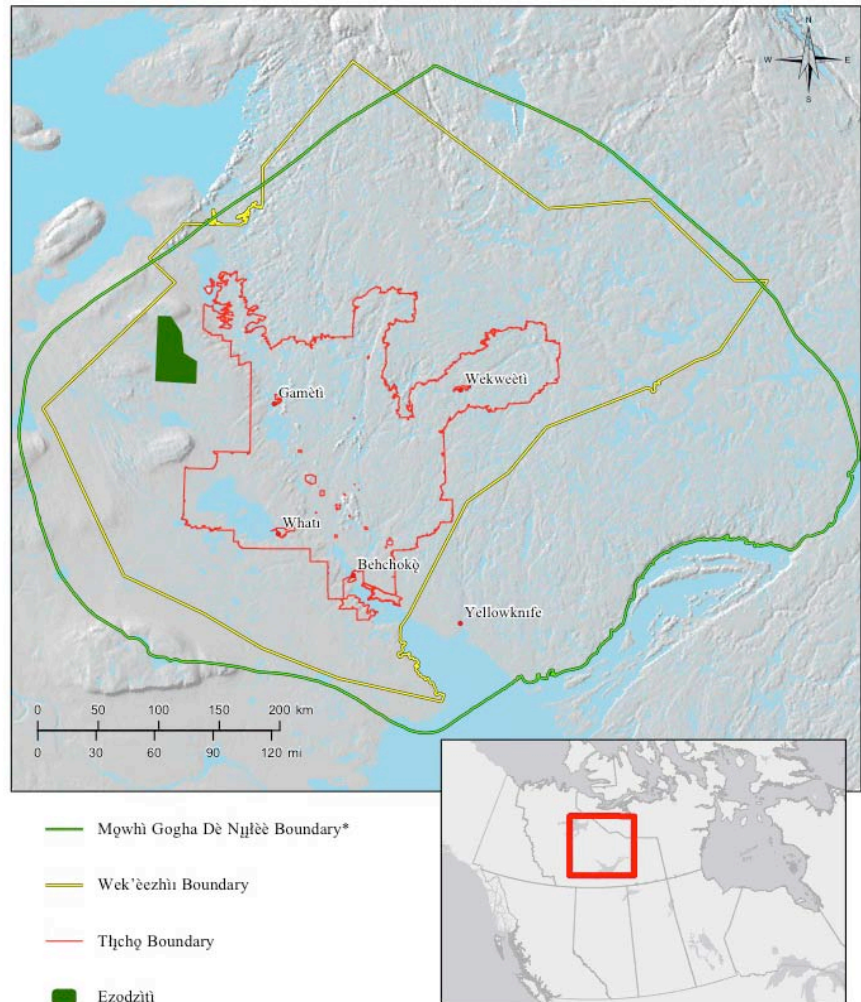 N
W E
S
Gamètì
Wekweètì
Whatì
Behchokǫ̀
Yellowknife
0 50 100 150 200 km
0 30 60 90 120 mi
Mǫwhì Gogha Dè Nı̨ı̨tłèè Boundary*
Wek'èezhìı Boundary
Tłı̨chǫ Boundary
Ezodzìtì